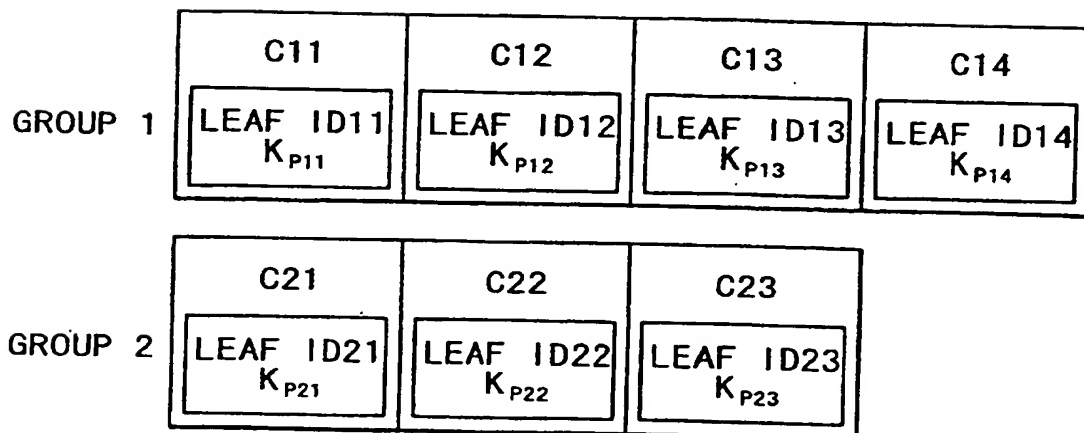 C11 C12 C13 C14
GROUP 1 LEAF ID11 LEAF ID12 LEAF ID13 LEAF ID14
KP11 KP12 KP13 KP14
C21 C22 C23
GROUP 2 LEAF ID21 LEAF ID22 LEAF ID23
KP21 KP22 KP23